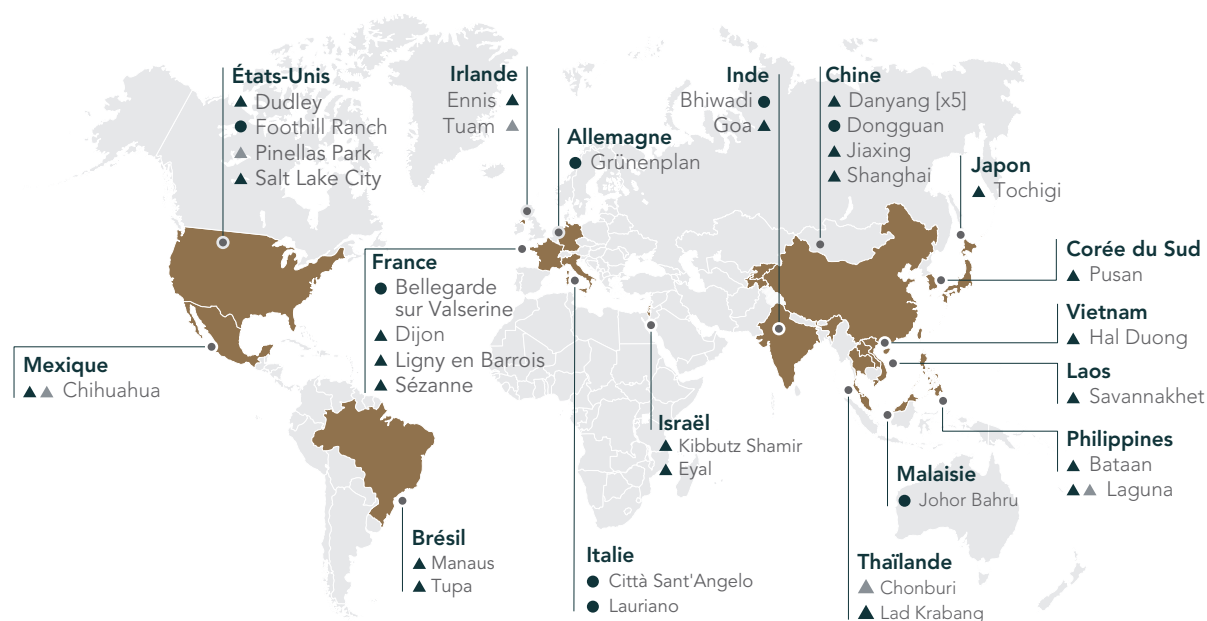 États-Unis
Dudley
Foothill Ranch
Pinellas Park
Salt Lake City
Irlande
Ennis
Tuam
Allemagne
Grünenplan
Inde
Bhiwadi
Goa
Chine
Danyang [x5]
Dongguan
Jiaxing
Shanghai
Japon
Tochigi
Corée du Sud
Pusan
France
Bellegarde
sur Valserine
Dijon
Ligny en Barrois
Sézanne
Vietnam
Hal Duong
Mexique
Chihuahua
Laos
Savannakhet
Israël
Kibbutz Shamir
Eyal
Philippines
Bataan
Laguna
Malaisie
Johor Bahru
Brésil
Manaus
Tupa
Italie
Città Sant'Angelo
Lauriano
Thaïlande
Chonburi
Lad Krabang